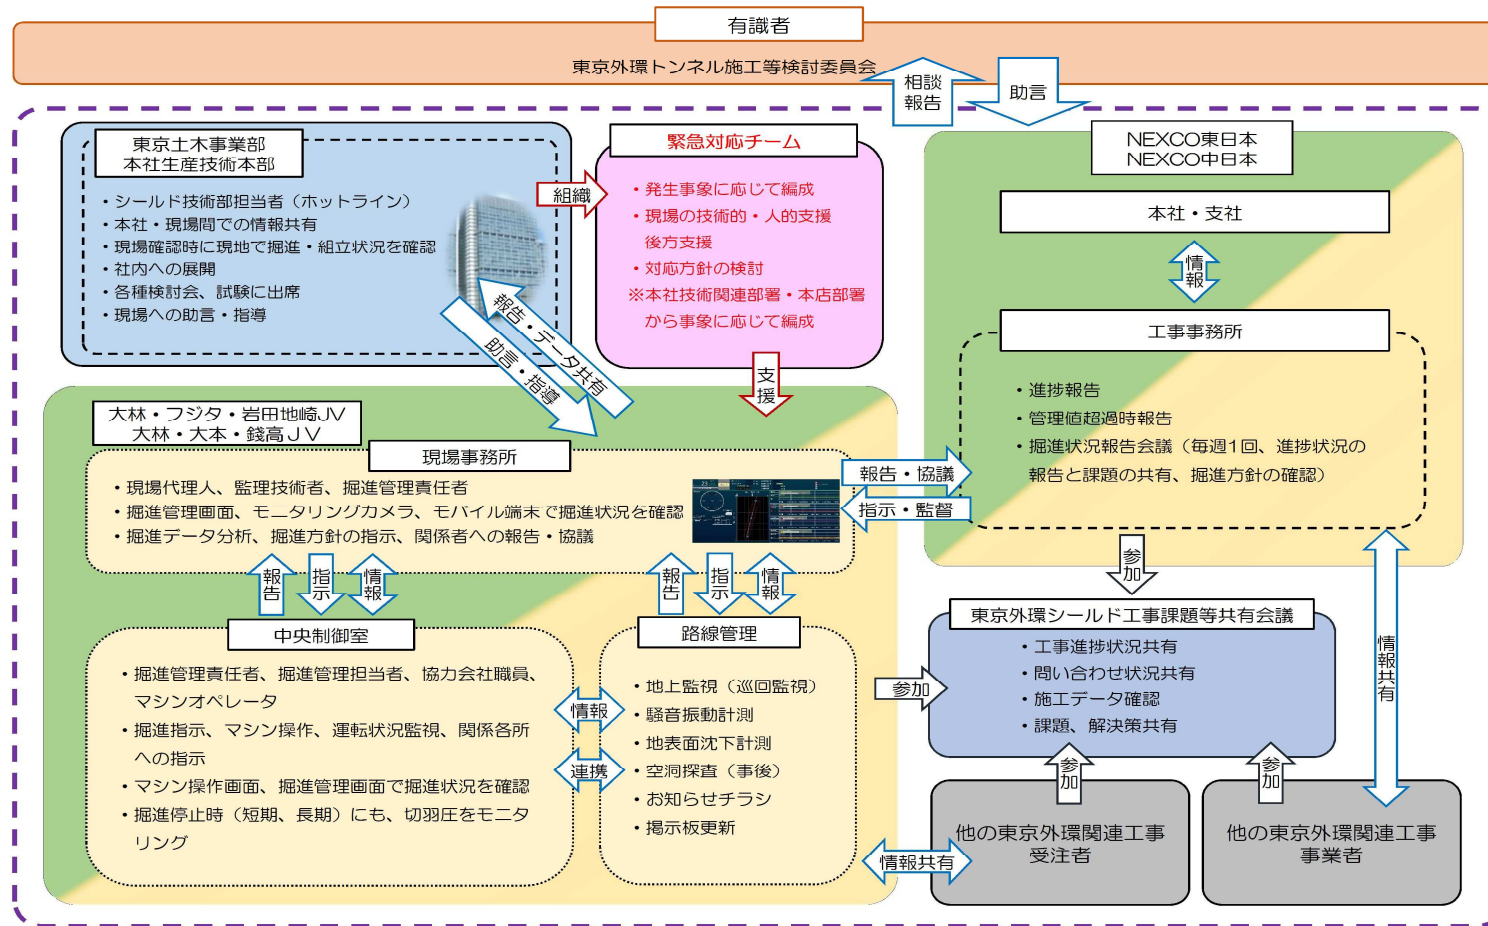 有識者
東京外環トンネル施工等検討委員会
相談
報告
助言
東京土木事業部
本社生産技術本部
・シールド技術部担当者（ホットライン）
・本社・現場間での情報共有
・現場確認時に現地で掘進・組立状況を確認
・社内への展開
・各種検討会、試験に出席
・現場への助言・指導
組織
緊急対応チーム
・発生事象に応じて編成
・現場の技術的・人的支援
後方支援
・対応方針の検討
※本社技術関連部署・本店部署
から事象に応じて編成
支援
報告・データ共有
助言・指導
NEXCO東日本
NEXCO中日本
本社・支社
情報
工事事務所
・進捗報告
・管理値超過時報告
・掘進状況報告会議（毎週1回、進捗状況の
報告と課題の共有、掘進方針の確認）
大林・フジタ・岩田地崎JV
大林・大本・錢高JV
現場事務所
・現場代理人、監理技術者、掘進管理責任者
・掘進管理画面、モニタリングカメラ、モバイル端末で掘進状況を確認
・掘進データ分析、掘進方針の指示、関係者への報告・協議
報告・協議
指示・監督
報告
指示
情報
報告
指示
情報
中央制御室
・掘進管理責任者、掘進管理担当者、協力会社職員、
マシンオペレータ
・掘進指示、マシン操作、運転状況監視、関係各所
への指示
・マシン操作画面、掘進管理画面で掘進状況を確認
・掘進停止時（短期、長期）にも、切羽圧をモニタ
リング
情報
連携
路線管理
・地上監視（巡回監視）
・騒音振動計測
・地表面沈下計測
・空洞探査（事後）
・お知らせチラシ
・掲示板更新
参加
参加
東京外環シールド工事課題等共有会議
・工事進捗状況共有
・問い合わせ状況共有
・施工データ確認
・課題、解決策共有
情報共有
参加
参加
情報共有
他の東京外環関連工事
受注者
他の東京外環関連工事
事業者